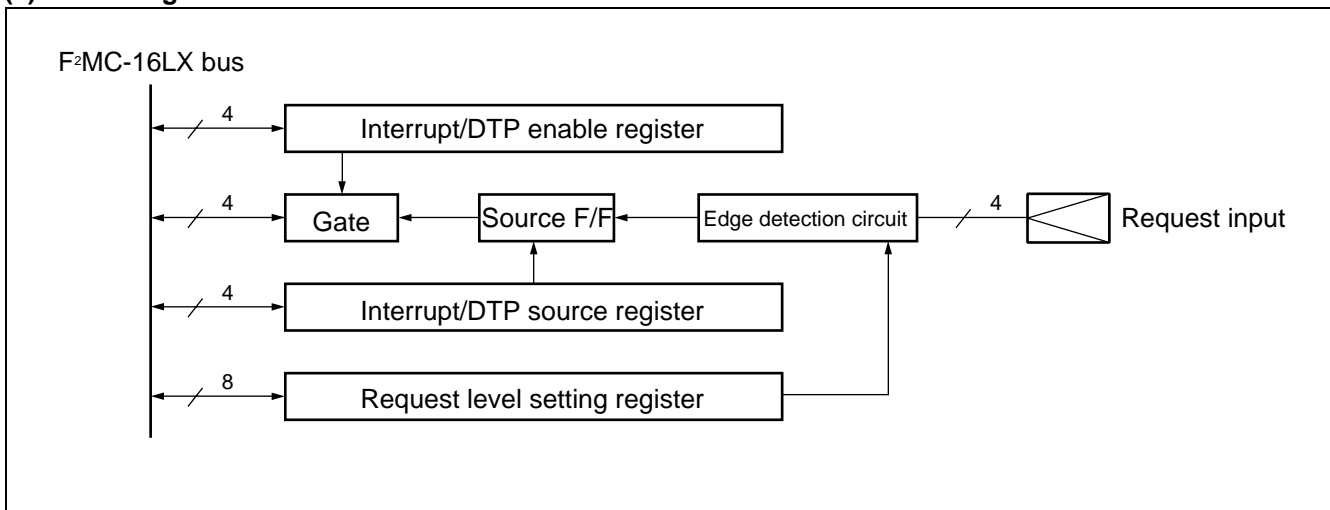 F²MC-16LX bus
4
Interrupt/DTP enable register
4
Gate
Source F/F
Edge detection circuit
4
Request input
4
Interrupt/DTP source register
8
Request level setting register